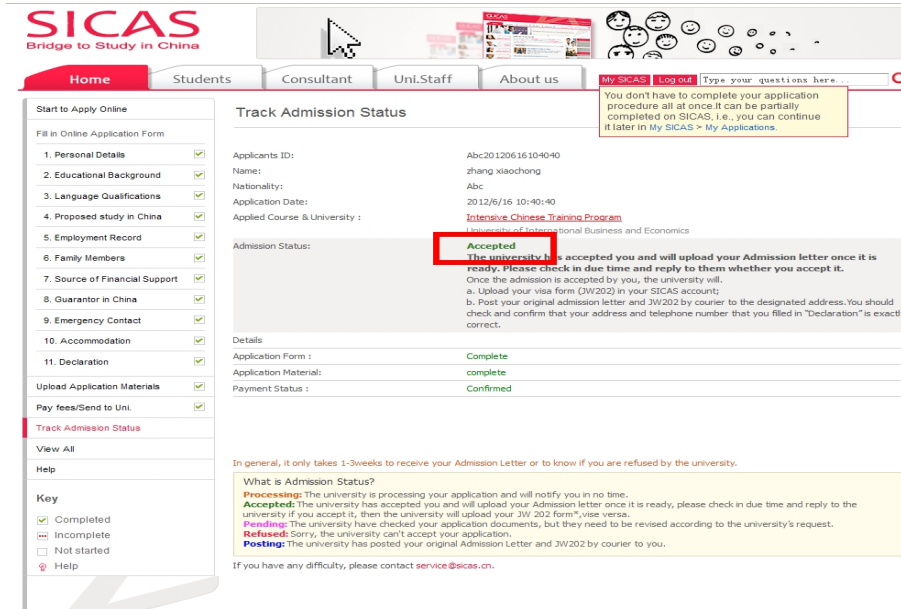 SICAS
Bridge to Study in China
Home
Students
Consultant
Uni.Staff
About us
My SICAS
Log out
Type your questions here...
You don't have to complete your application
procedure all at once.It can be partially
completed on SICAS, i.e., you can continue
it later in My SICAS > My Applications.
Start to Apply Online
Fill in Online Application Form
1. Personal Details
2. Educational Background
3. Language Qualifications
4. Proposed study in China
5. Employment Record
6. Family Members
7. Source of Financial Support
8. Guarantor in China
9. Emergency Contact
10. Accommodation
11. Declaration
Upload Application Materials
Pay fees/Send to Uni.
Track Admission Status
View All
Help
Key
Completed
Incomplete
Not started
Help
Track Admission Status
Applicants ID: Abc20120616104040
Name: zhang xiaochong
Nationality: Abc
Application Date: 2012/6/16 10:40:40
Applied Course & University : Intensive Chinese Training Program
University of International Business and Economics
Admission Status: Accepted
The university has accepted you and will upload your Admission letter once it is
ready. Please check in due time and reply to them whether you accept it.
Once the admission is accepted by you, the university will.
a. Upload your visa form (JW202) in your SICAS account;
b. Post your original admission letter and JW202 by courier to the designated address.You should
check and confirm that your address and telephone number that you filled in "Declaration" is exactl
correct.
Details
Application Form : Complete
Application Material: complete
Payment Status : Confirmed
In general, it only takes 1-3weeks to receive your Admission Letter or to know if you are refused by the university.
What is Admission Status?
Processing: The university is processing your application and will notify you in no time.
Accepted: The university has accepted you and will upload your Admission letter once it is ready, please check in due time and reply to the
university if you accept it, then the university will upload your JW 202 form*,vise versa.
Pending: The university have checked your application documents, but they need to be revised according to the university's request.
Refused: Sorry, the university can't accept your application.
Posting: The university has posted your original Admission Letter and JW202 by courier to you.
If you have any difficulty, please contact service@sicas.cn.